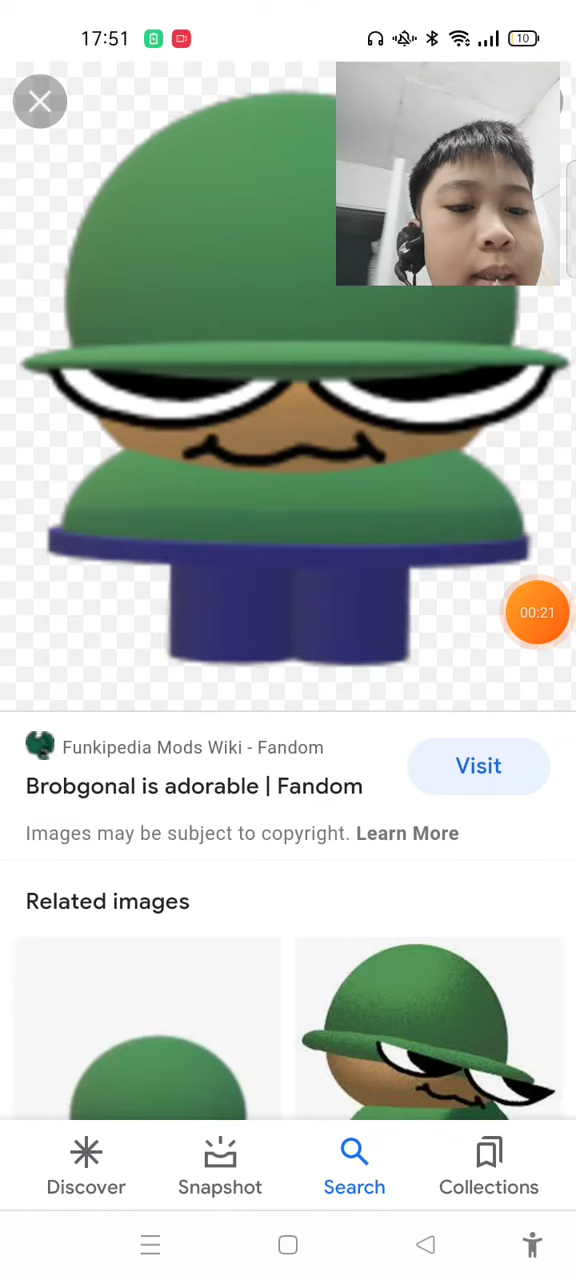 17:51
10
00:21
Funkipedia Mods Wiki - Fandom
Brobgonal is adorable | Fandom
Visit
Images may be subject to copyright. Learn More
Related images
Discover
Snapshot
Search
Collections